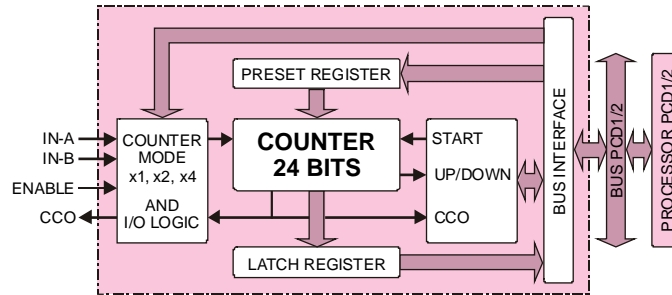 PRESET REGISTER
IN-A
IN-B
ENABLE
CCO
COUNTER
MODE
x1, x2, x4
AND
I/O LOGIC
COUNTER
24 BITS
START
UP/DOWN
CCO
LATCH REGISTER
BUS INTERFACE
BUS PCD1/2
PROCESSOR PCD1/2